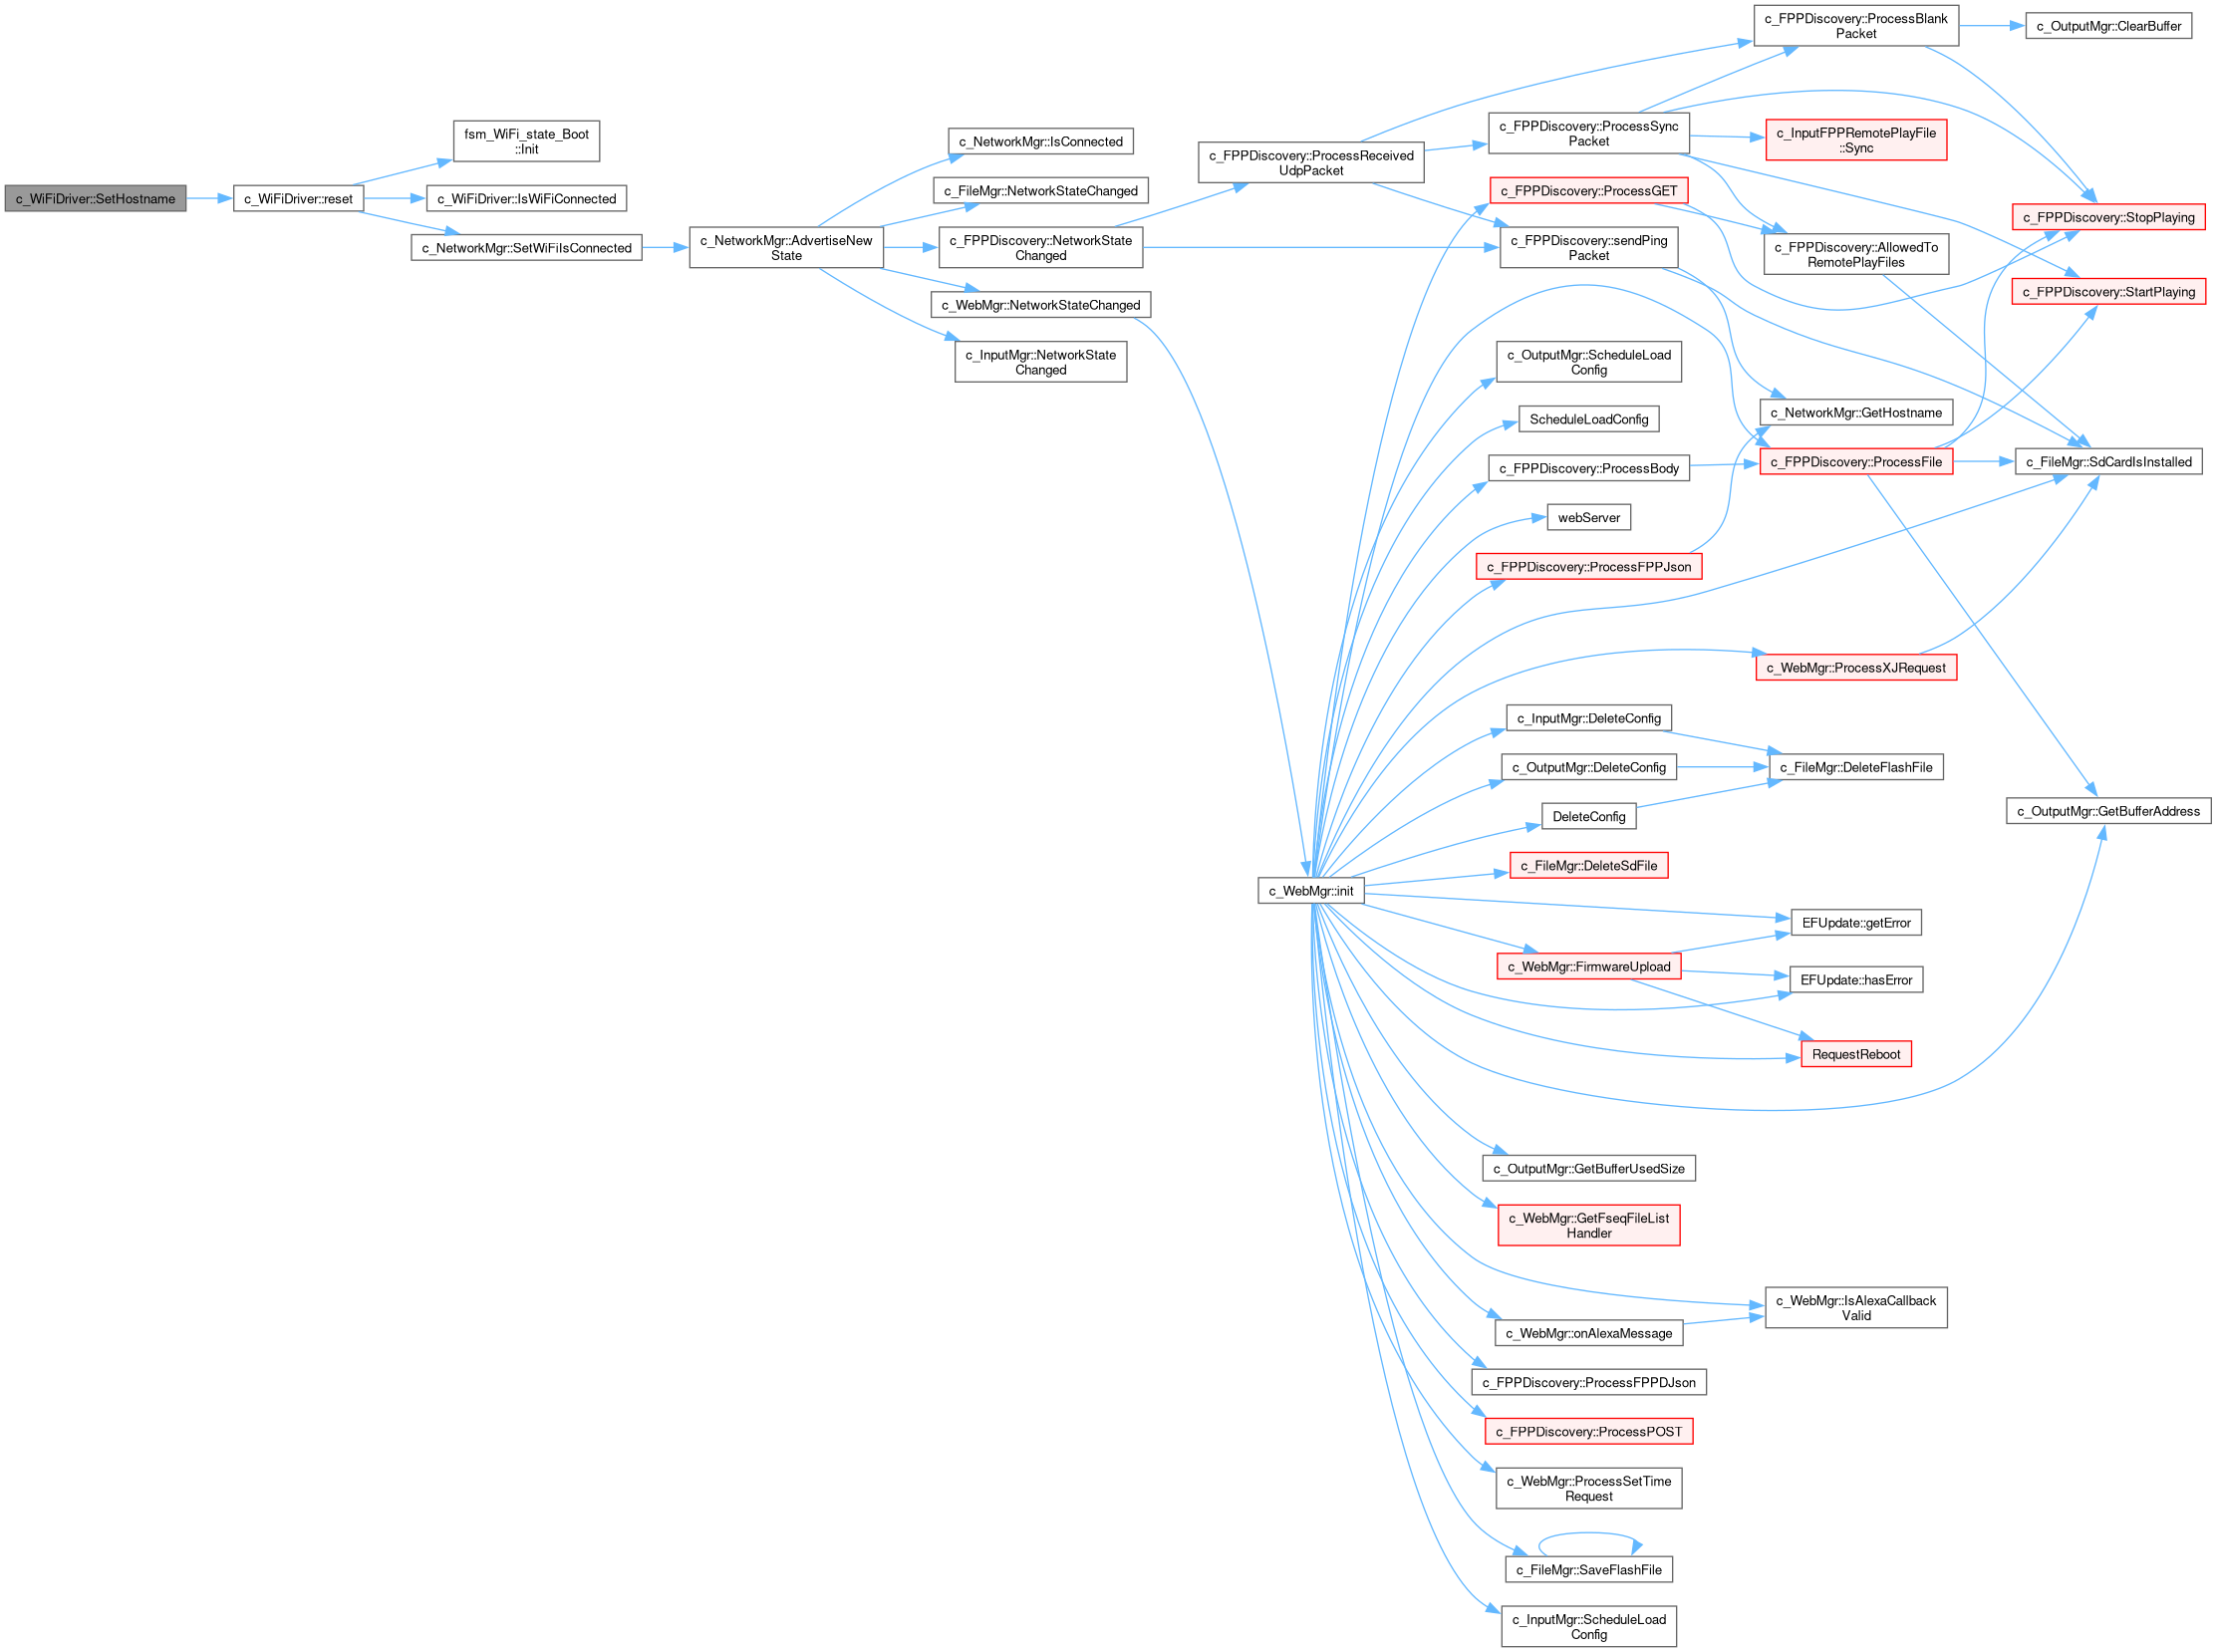 c_WiFiDriver::SetHostname
c_WiFiDriver::reset
fsm_WiFi_state_Boot
::Init
c_WiFiDriver::IsWiFiConnected
c_NetworkMgr::SetWiFiIsConnected
c_NetworkMgr::AdvertiseNew
State
c_NetworkMgr::IsConnected
c_FileMgr::NetworkStateChanged
c_FPPDiscovery::NetworkState
Changed
c_WebMgr::NetworkStateChanged
c_InputMgr::NetworkState
Changed
c_FPPDiscovery::ProcessReceived
UdpPacket
c_WebMgr::init
c_FPPDiscovery::ProcessSync
Packet
c_FPPDiscovery::ProcessGET
c_FPPDiscovery::sendPing
Packet
c_OutputMgr::ScheduleLoad
Config
ScheduleLoadConfig
c_FPPDiscovery::ProcessBody
webServer
c_FPPDiscovery::ProcessFPPJson
c_InputMgr::DeleteConfig
c_OutputMgr::DeleteConfig
DeleteConfig
c_FileMgr::DeleteSdFile
c_WebMgr::FirmwareUpload
c_OutputMgr::GetBufferUsedSize
c_WebMgr::GetFseqFileList
Handler
c_WebMgr::onAlexaMessage
c_FPPDiscovery::ProcessFPPDJson
c_FPPDiscovery::ProcessPOST
c_WebMgr::ProcessSetTime
Request
c_FileMgr::SaveFlashFile
c_InputMgr::ScheduleLoad
Config
c_FPPDiscovery::ProcessBlank
Packet
c_InputFPPRemotePlayFile
::Sync
c_FPPDiscovery::AllowedTo
RemotePlayFiles
c_NetworkMgr::GetHostname
c_FPPDiscovery::ProcessFile
c_WebMgr::ProcessXJRequest
c_FileMgr::DeleteFlashFile
EFUpdate::getError
EFUpdate::hasError
RequestReboot
c_WebMgr::IsAlexaCallback
Valid
c_OutputMgr::ClearBuffer
c_FPPDiscovery::StopPlaying
c_FPPDiscovery::StartPlaying
c_FileMgr::SdCardIsInstalled
c_OutputMgr::GetBufferAddress